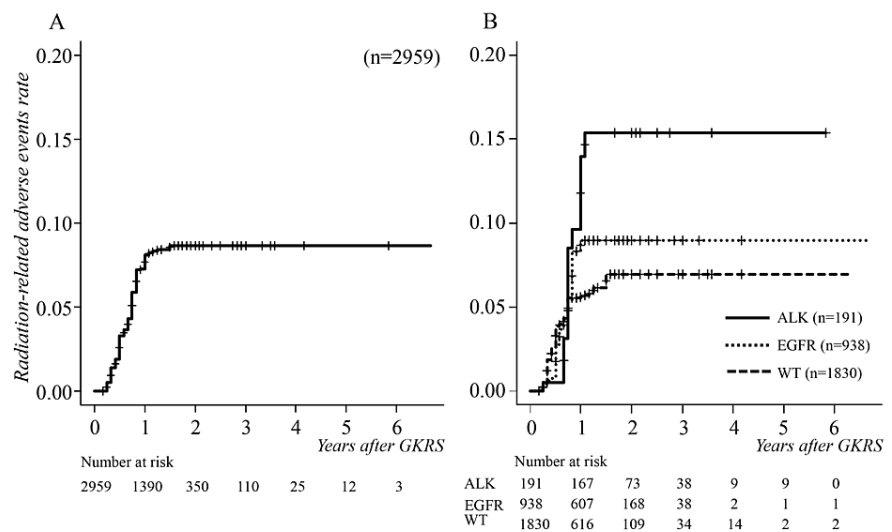 A
(n=2959)
Radiation-related adverse events rate
0.20
0.15
0.10
0.05
0.00
0 1 2 3 4 5 6
Years after GKRS
Number at risk
2959 1390 350 110 25 12 3
B
0.20
0.15
0.10
0.05
0.00
ALK (n=191)
EGFR (n=938)
WT (n=1830)
0 1 2 3 4 5 6
Years after GKRS
Number at risk
ALK 191 167 73 38 9 9 0
EGFR 938 607 168 38 2 1 1
WT 1830 616 109 34 14 2 2